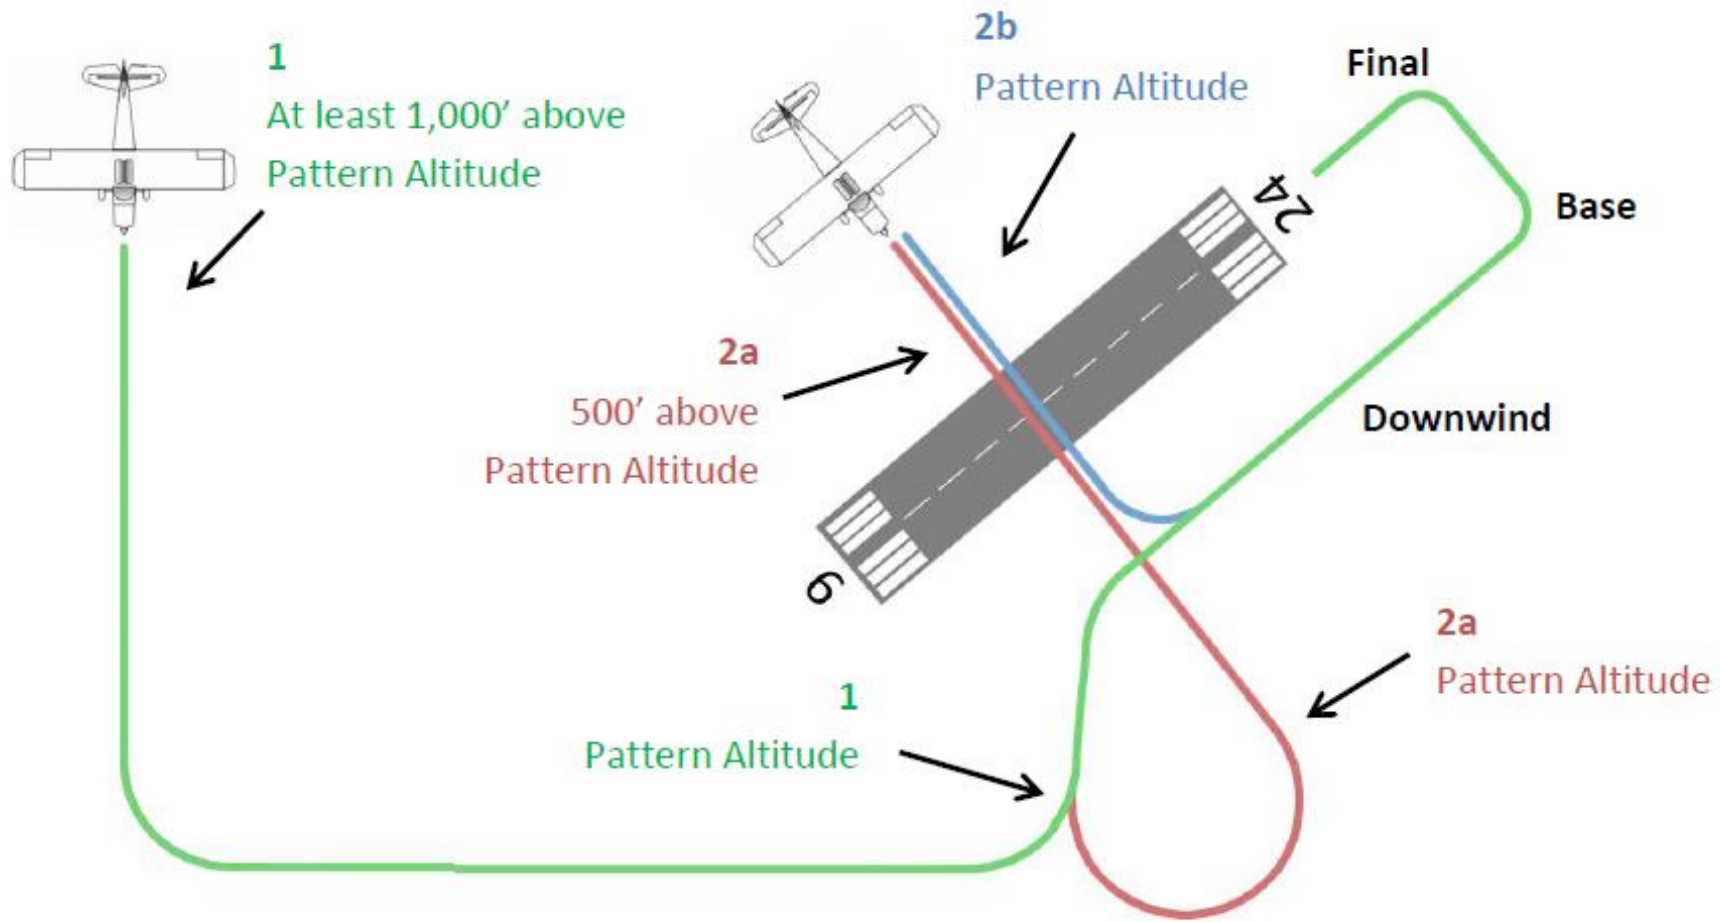 1
At least 1,000’ above
Pattern Altitude
2b
Pattern Altitude
Final
24
Base
2a
500’ above
Pattern Altitude
Downwind
6
2a
Pattern Altitude
1
Pattern Altitude